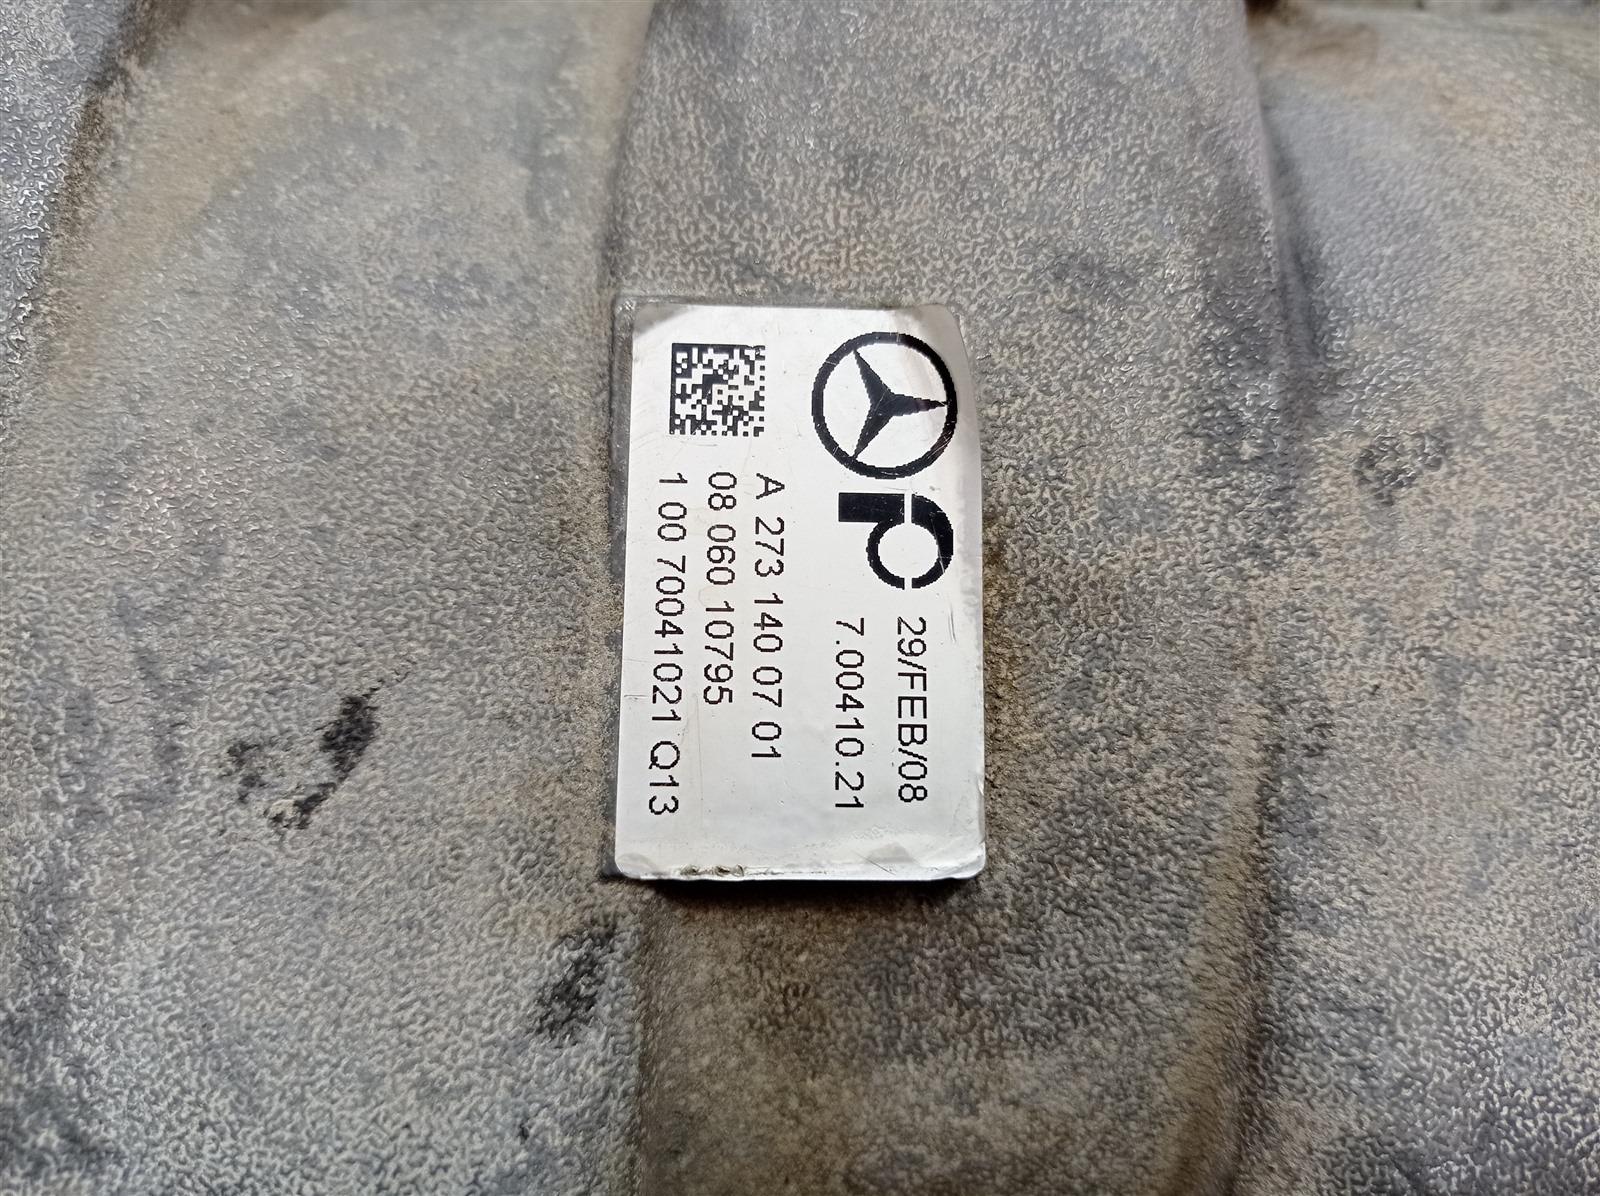 29/FEB/08
7.00410.21
A 273 140 07 01
08 060 10795
1 00 70041021 Q13